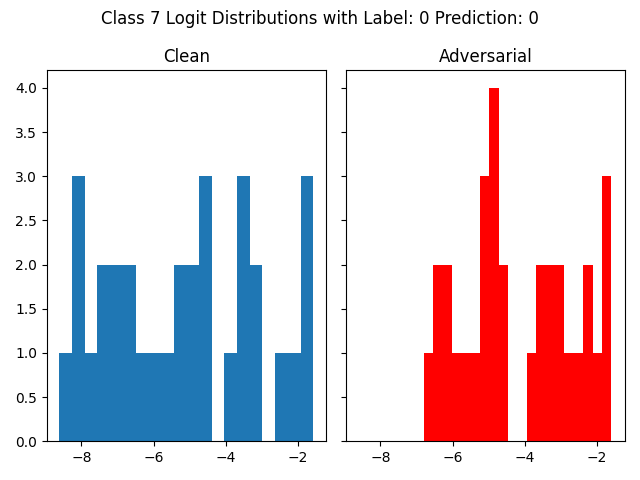 Class 7 Logit Distributions with Label: 0 Prediction: 0
Clean
Adversarial
4.0
3.5
3.0
2.5
2.0
1.5
1.0
0.5
0.0
−8 −6 −4 −2
−8 −6 −4 −2